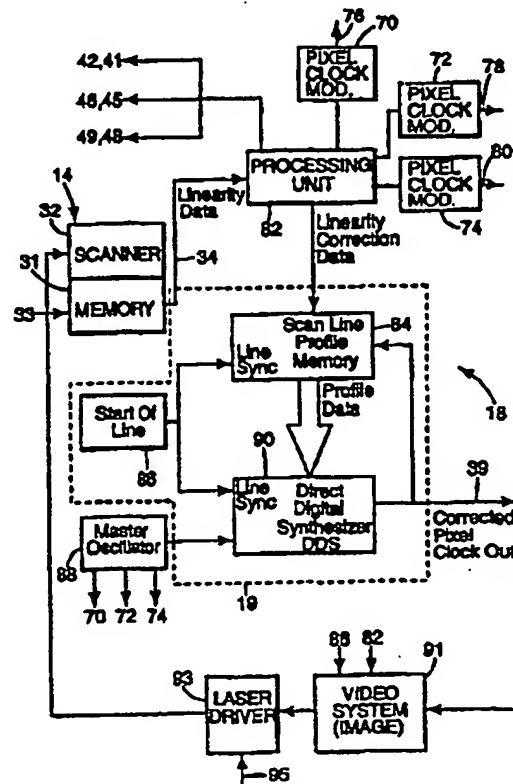 76
70
42,41
PIXEL
CLOCK
MOD.
72
78
46,45
PIXEL
CLOCK
MOD.
49,48
PROCESSING
UNIT
80
PIXEL
CLOCK
MOD.
14
Linearity
Data
82
74
32
Linearity
Correction
Data
SCANNER
34
31
MEMORY
33
Scan Line
Profile
Memory
84
Line
Sync
18
Profile
Data
Start Of
Line
90
39
86
Line
Sync
Direct
Digital
Synthesizer
DDS
Corrected
Pixel
Clock Out
Master
Oscillator
88
70
72
74
19
86
82
91
93
LASER
DRIVER
VIDEO
SYSTEM
(IMAGE)
95